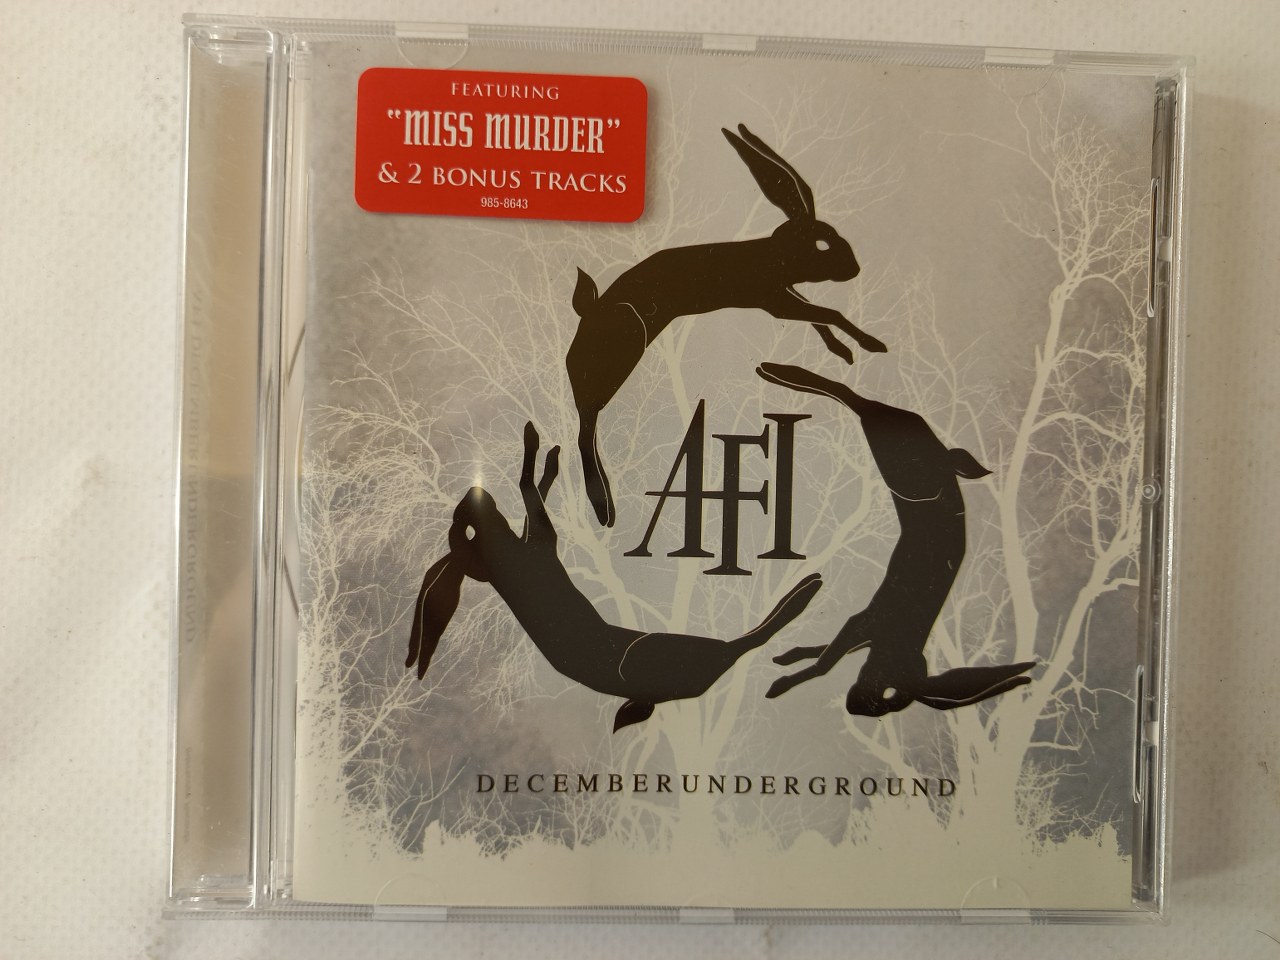 FEATURING
"MISS MURDER"
& 2 BONUS TRACKS
985-8643
AFI
DECEMBERUNDERGROUND